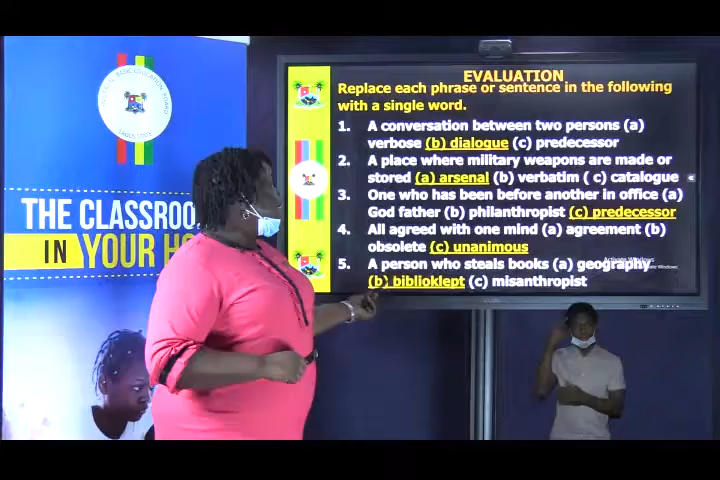 THE CLASSROO
IN YOUR HO
EVALUATION
Replace each phrase or sentence in the following
with a single word.
1. A conversation between two persons (a)
verbose (b) dialogue (c) predecessor
2. A place where military weapons are made or
stored (a) arsenal (b) verbatim ( c) catalogue
3. One who has been before another in office (a)
God father (b) philanthropist (c) predecessor
4. All agreed with one mind (a) agreement (b)
obsolete (c) unanimous
5. A person who steals books (a) geography
(b) biblioklept (c) misanthropist
Activate Windows